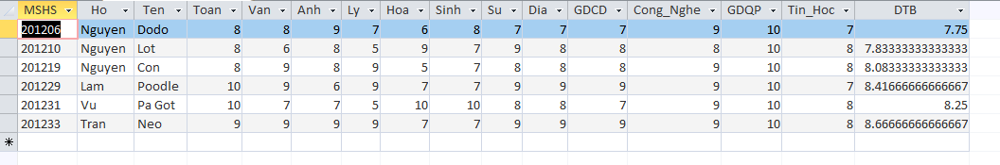 MSHS Ho Ten Toan Van Anh Ly Hoa Sinh Su Dia GDCD Cong_Nghe GDQP Tin_Hoc DTB
201206 Nguyen Dodo 8 8 9 7 6 8 7 7 7 9 10 7 7.75
201210 Nguyen Lot 8 6 8 5 9 7 9 8 8 9 10 8 7.83333333333333
201219 Nguyen Con 8 9 8 9 5 7 8 8 8 9 10 8 8.08333333333333
201229 Lam Poodle 10 9 6 9 7 7 9 9 9 9 10 7 8.41666666666667
201231 Vu Pa Got 10 7 7 5 10 10 8 8 7 9 10 8 8.25
201233 Tran Neo 9 9 9 9 7 7 9 9 9 9 10 8 8.66666666666667